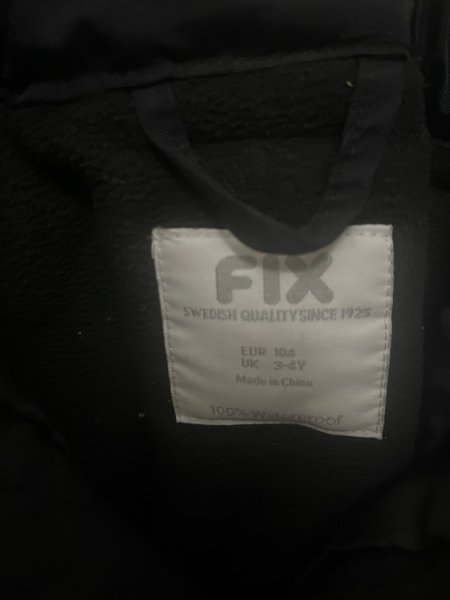 FIX
SWEDISH QUALITY SINCE 1925
EUR 104
UK 3-4Y
Made in China
100% Waterproof